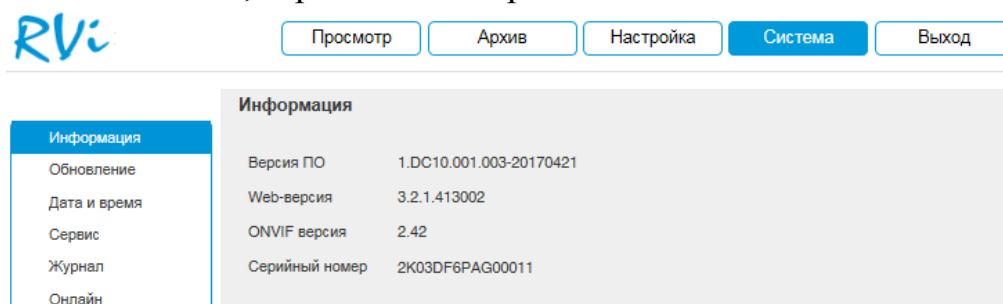 RVi
Просмотр Архив Настройка Система Выход
Информация
Информация
Обновление
Дата и время
Сервис
Журнал
Онлайн
Версия ПО 1.DC10.001.003-20170421
Web-версия 3.2.1.413002
ONVIF версия 2.42
Серийный номер 2K03DF6PAG00011